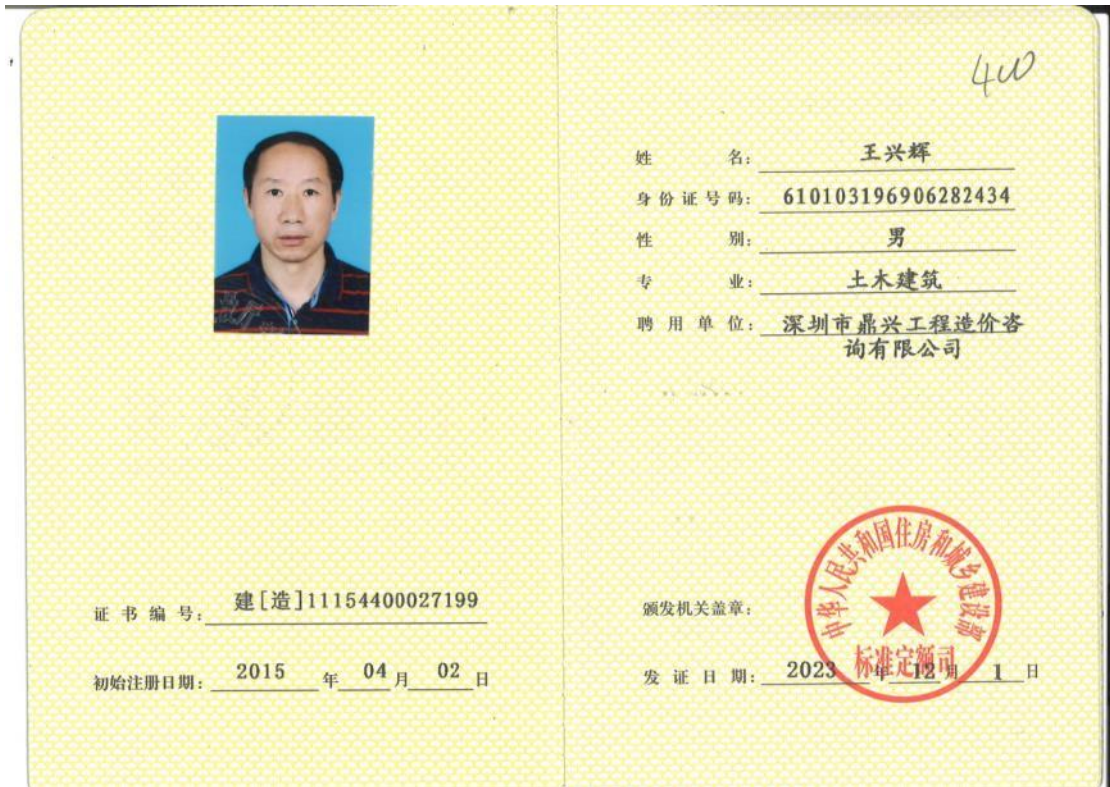 证书编号：建[造]11154400027199
初始注册日期：2015年04月02日
400
姓名：王兴辉
身份证号码：610103196906282434
性别：男
专业：土木建筑
聘用单位：深圳市鼎兴工程造价咨
询有限公司
颁发机关盖章：
中华人民共和国住房和城乡建设部
标准定额司
发证日期：2023年12月1日